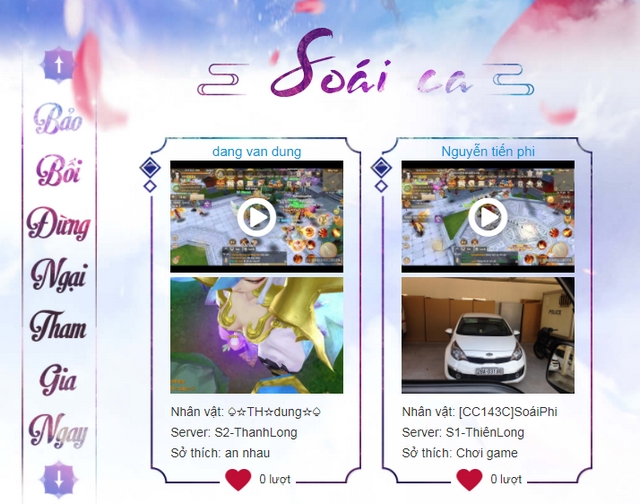 Soái ca
Bảo
Bối
Đừng
Ngại
Tham
Gia
Ngay
dang van dung
Nhân vật: ♤☆TH☆dung☆♤
Server: S2-ThanhLong
Sở thích: an nhau
0 lượt
Nguyễn tiến phi
POLICE
Nhân vật: [CC143C]SoáiPhi
Server: S1-ThiênLong
Sở thích: Chơi game
0 lượt